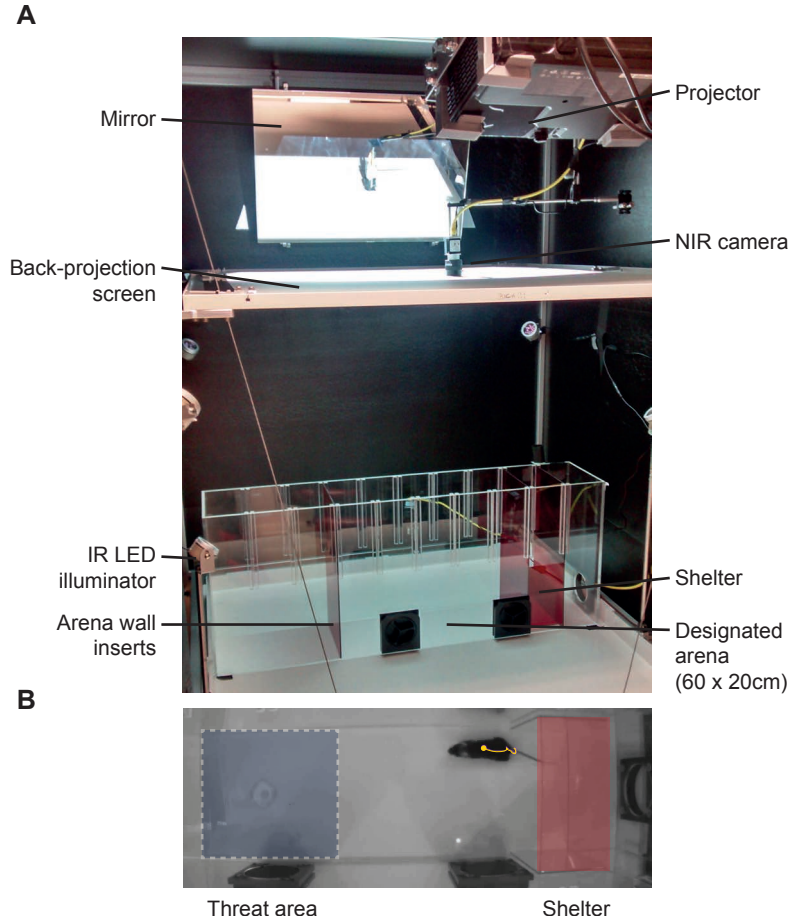 A
Mirror
Projector
NIR camera
Back-projection
screen
IR LED
illuminator
Shelter
Arena wall
inserts
Designated
arena
(60 x 20cm)
B
Threat area
Shelter